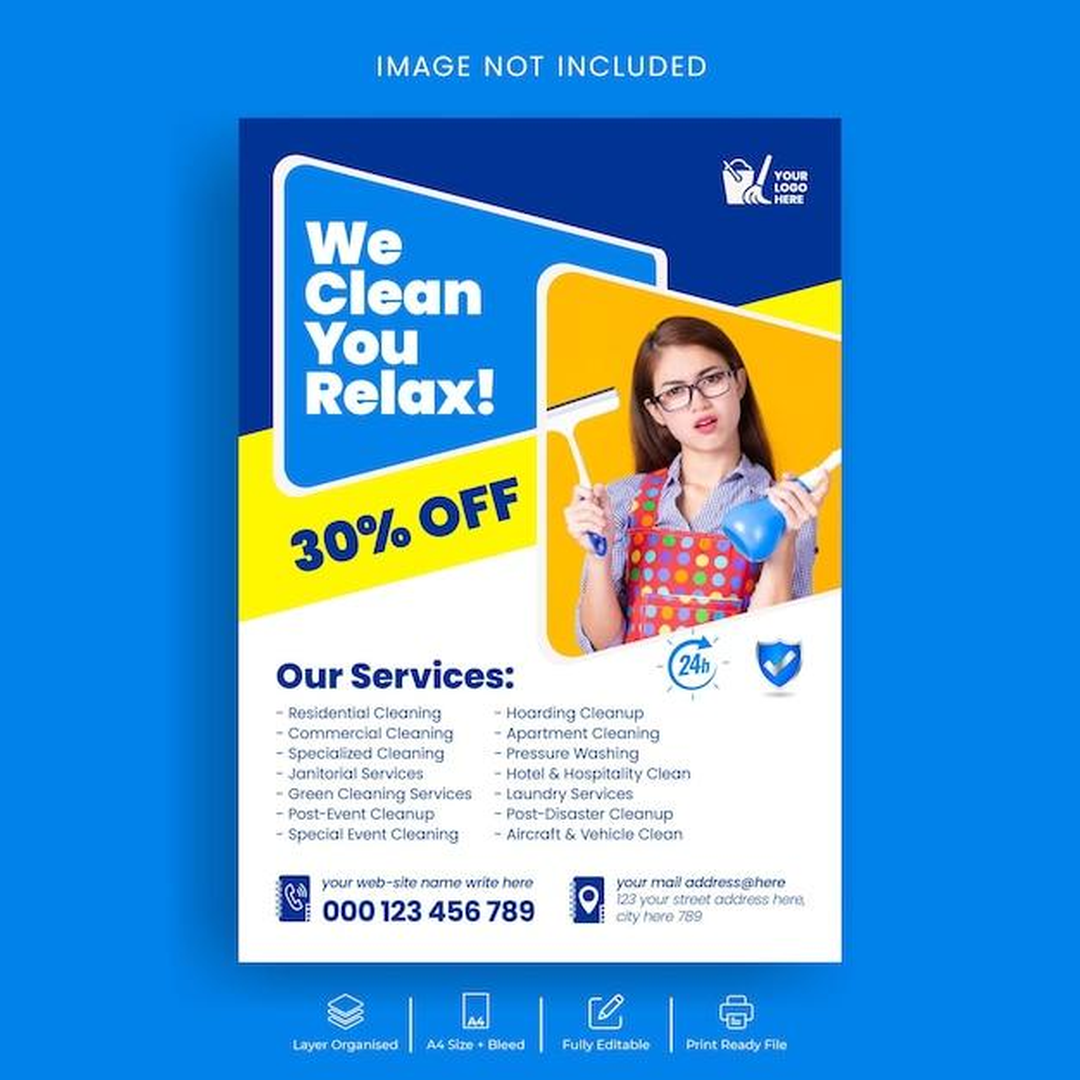 IMAGE NOT INCLUDED
YOUR
LOGO
HERE
We
Clean
You
Relax!
30% OFF
24h
Our Services:
- Residential Cleaning
- Commercial Cleaning
- Specialized Cleaning
- Janitorial Services
- Green Cleaning Services
- Post-Event Cleanup
- Special Event Cleaning
- Hoarding Cleanup
- Apartment Cleaning
- Pressure Washing
- Hotel & Hospitality Clean
- Laundry Services
- Post-Disaster Cleanup
- Aircraft & Vehicle Clean
your web-site name write here
000 123 456 789
your mail address@here
123 your street address here,
city here 789
A4
Layer Organised
A4 Size + Bleed
Fully Editable
Print Ready File